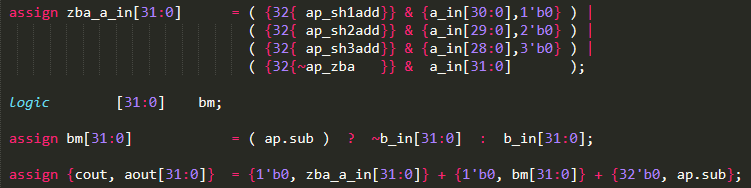 assign zba_a_in[31:0] = ( {32{ ap_sh1add}} & {a_in[30:0],1'b0} ) |
( {32{ ap_sh2add}} & {a_in[29:0],2'b0} ) |
( {32{ ap_sh3add}} & {a_in[28:0],3'b0} ) |
( {32{~ap_zba }} & a_in[31:0] );
logic [31:0] bm;
assign bm[31:0] = ( ap.sub ) ? ~b_in[31:0] : b_in[31:0];
assign {cout, aout[31:0]} = {1'b0, zba_a_in[31:0]} + {1'b0, bm[31:0]} + {32'b0, ap.sub};